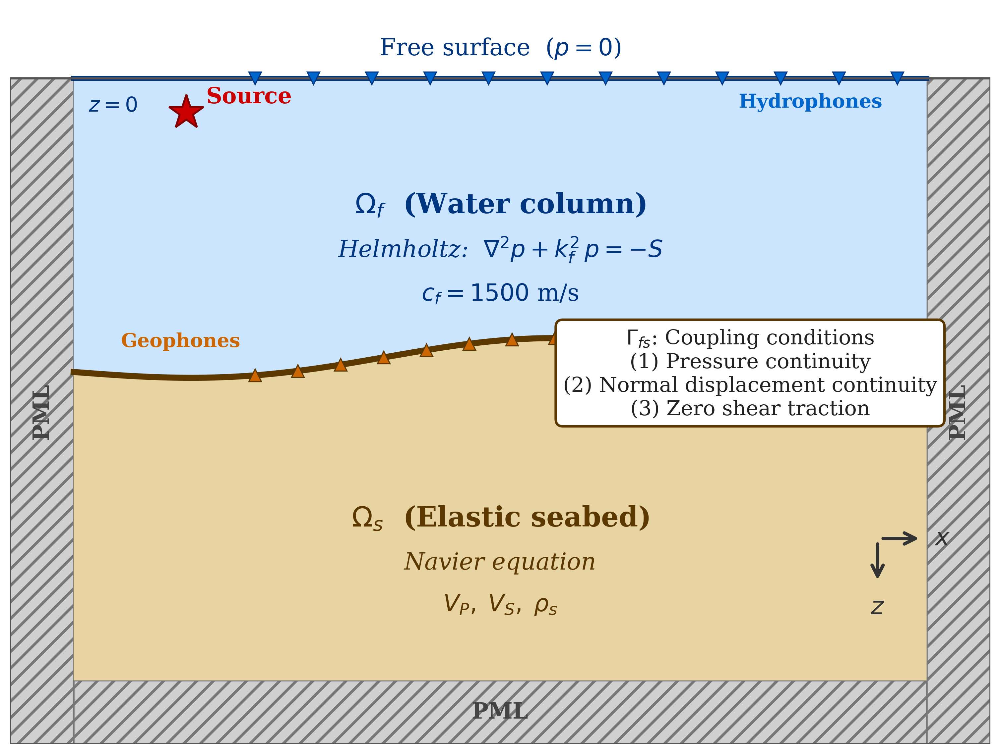 Free surface (p = 0)
z = 0
Source
Hydrophones
Ω_f (Water column)
Helmholtz: ∇²p + k_f² p = −S
c_f = 1500 m/s
Geophones
Γ_fs: Coupling conditions
(1) Pressure continuity
(2) Normal displacement continuity
(3) Zero shear traction
PML
PML
Ω_s (Elastic seabed)
x
Navier equation
V_P, V_S, ρ_s
z
PML